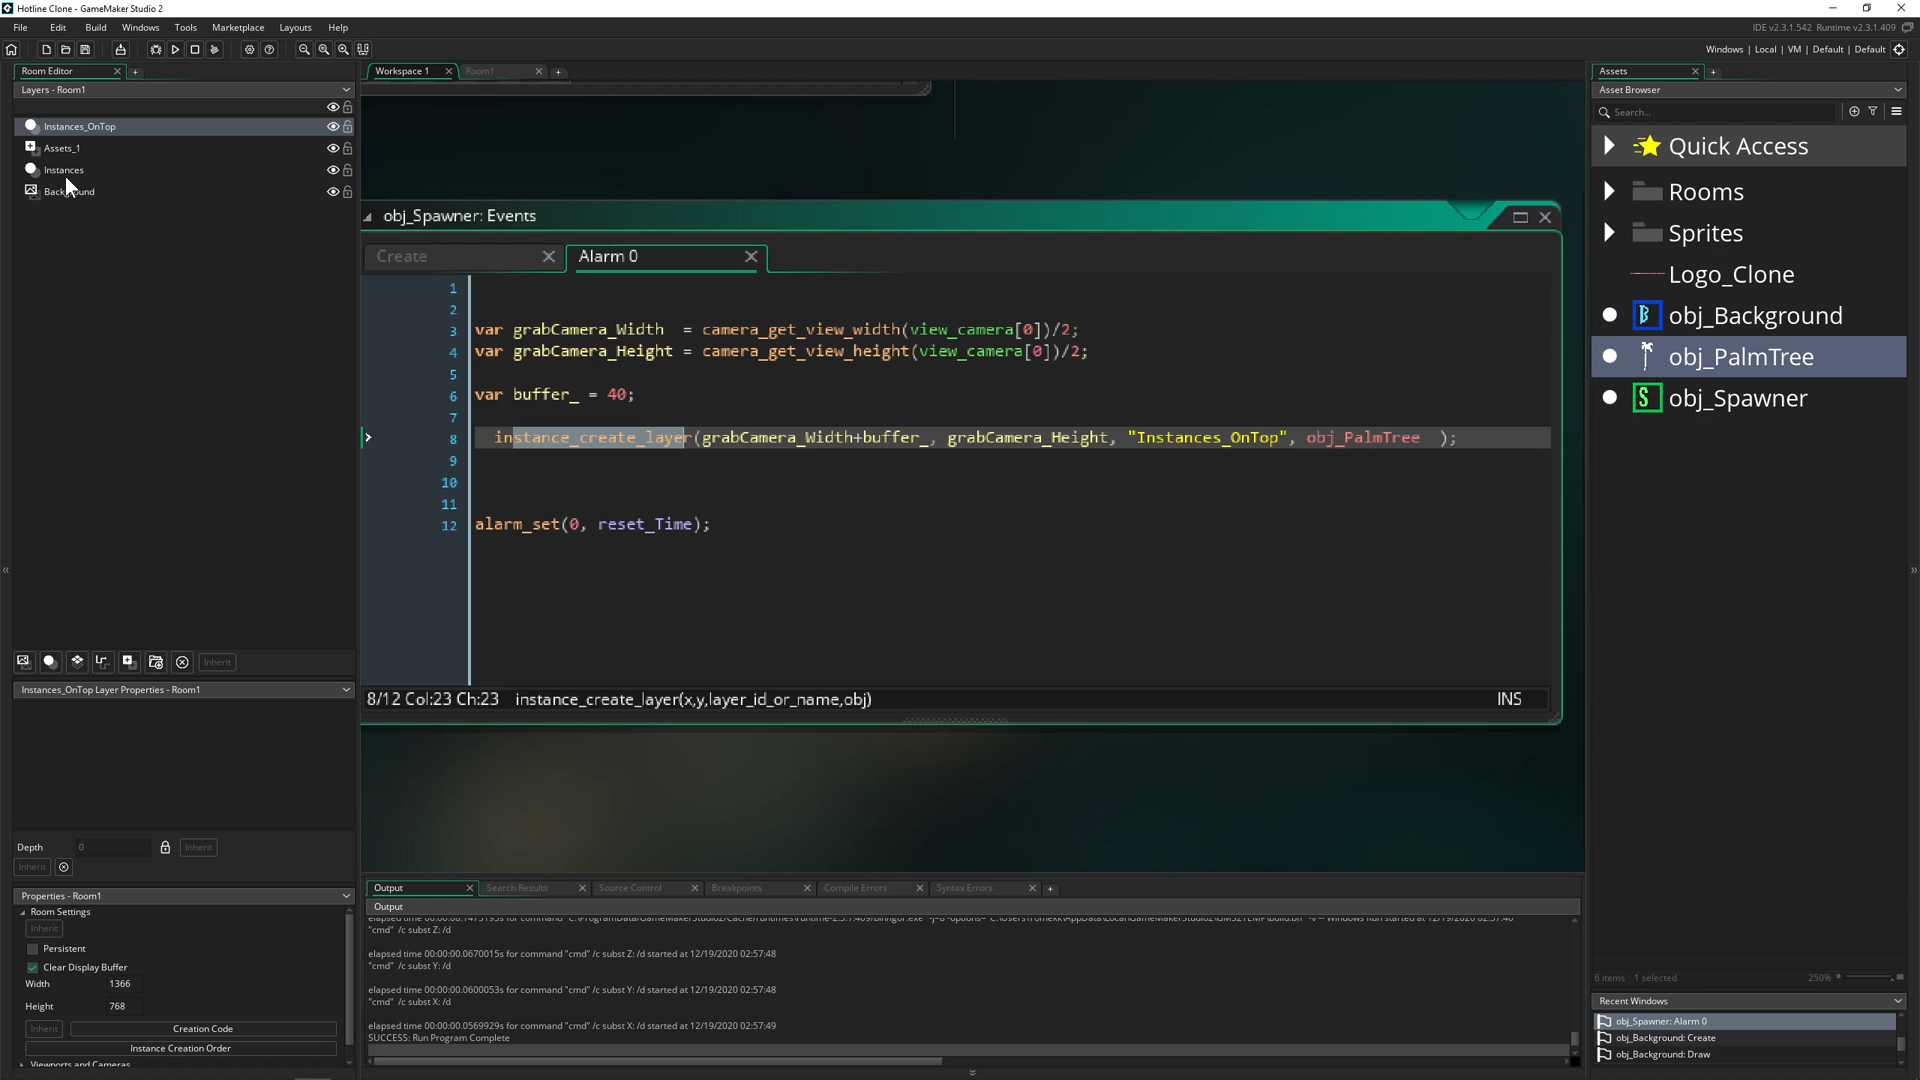 Hotline Clone - GameMaker Studio 2
File Edit Build Windows Tools Marketplace Layouts Help
IDE v2.3.1.542 Runtime v2.3.1.409
Windows | Local | VM | Default | Default
Room Editor
Layers - Room1
Instances_OnTop
Assets_1
Instances
Background
Inherit
Instances_OnTop Layer Properties - Room1
Depth 0 Inherit
Inherit
Properties - Room1
Room Settings
Inherit
Persistent
Clear Display Buffer
Width 1366
Height 768
Inherit Creation Code
Instance Creation Order
Viewports and Cameras
Workspace 1 Room1
obj_Spawner: Events
Create Alarm 0
1
2
3 var grabCamera_Width = camera_get_view_width(view_camera[0])/2;
4 var grabCamera_Height = camera_get_view_height(view_camera[0])/2;
5
6 var buffer_ = 40;
7
8 instance_create_layer(grabCamera_Width+buffer_, grabCamera_Height, "Instances_OnTop", obj_PalmTree );
9
10
11
12 alarm_set(0, reset_Time);
8/12 Col:23 Ch:23 instance_create_layer(x,y,layer_id_or_name,obj) INS
Output Search Results Source Control Breakpoints Compile Errors Syntax Errors
Output
"cmd" /c subst Z: /d
elapsed time 00:00:00.0670015s for command "cmd" /c subst Z: /d started at 12/19/2020 02:57:48
"cmd" /c subst Y: /d
elapsed time 00:00:00.0600053s for command "cmd" /c subst Y: /d started at 12/19/2020 02:57:48
"cmd" /c subst X: /d
elapsed time 00:00:00.0569929s for command "cmd" /c subst X: /d started at 12/19/2020 02:57:49
SUCCESS: Run Program Complete
Assets
Asset Browser
Search...
Quick Access
Rooms
Sprites
Logo_Clone
obj_Background
obj_PalmTree
S obj_Spawner
6 items 1 selected 250%
Recent Windows
obj_Spawner: Alarm 0
obj_Background: Create
obj_Background: Draw